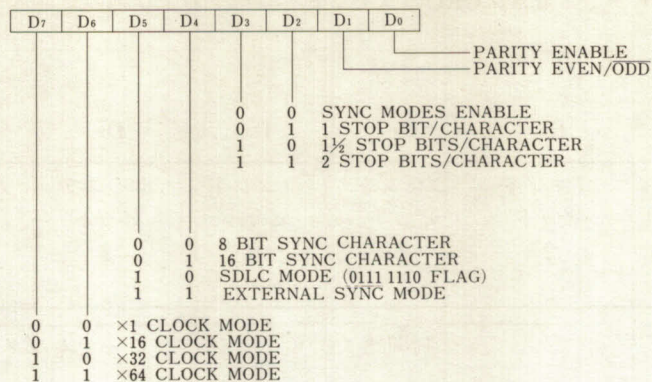 D7 D6 D5 D4 D3 D2 D1 D0
PARITY ENABLE
PARITY EVEN/ODD
0 0 SYNC MODES ENABLE
0 1 1 STOP BIT/CHARACTER
1 0 1½ STOP BITS/CHARACTER
1 1 2 STOP BITS/CHARACTER
0 0 8 BIT SYNC CHARACTER
0 1 16 BIT SYNC CHARACTER
1 0 SDLC MODE (0111 1110 FLAG)
1 1 EXTERNAL SYNC MODE
0 0 ×1 CLOCK MODE
0 1 ×16 CLOCK MODE
1 0 ×32 CLOCK MODE
1 1 ×64 CLOCK MODE